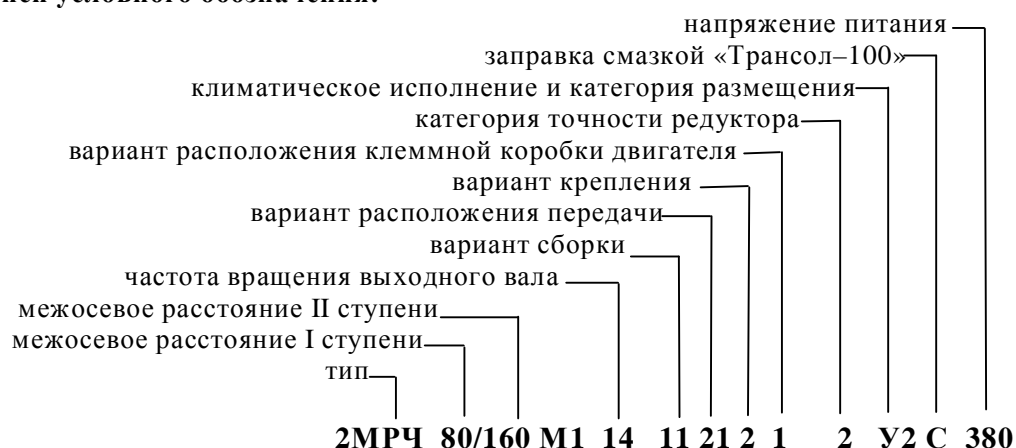 напряжение питания
заправка смазкой «Трансол–100»
климатическое исполнение и категория размещения
категория точности редуктора
вариант расположения клеммной коробки двигателя
вариант крепления
вариант расположения передачи
вариант сборки
частота вращения выходного вала
межосевое расстояние II ступени
межосевое расстояние I ступени
тип
2МРЧ 80/160 М1 14 11 21 2 1 2 У2 С 380